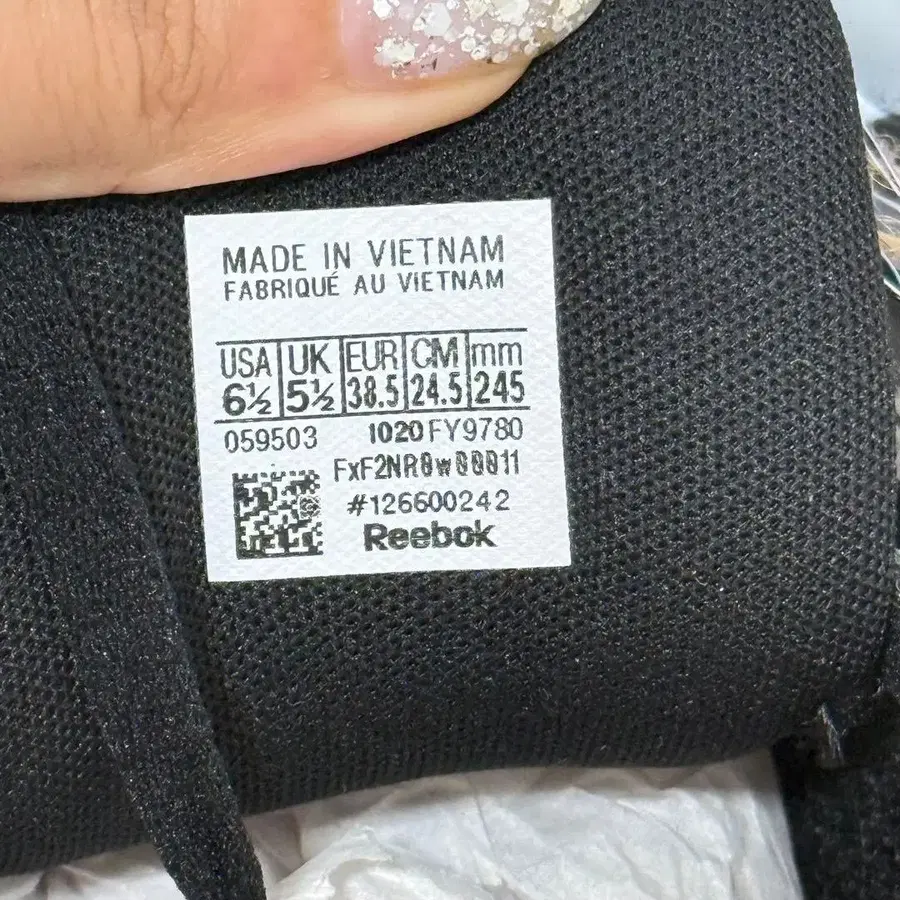 MADE IN VIETNAM
FABRIQUÉ AU VIETNAM
USA UK EUR CM mm
6½ 5½ 38.5 24.5 245
059503 1020 FY9780
#126600242
Reebok